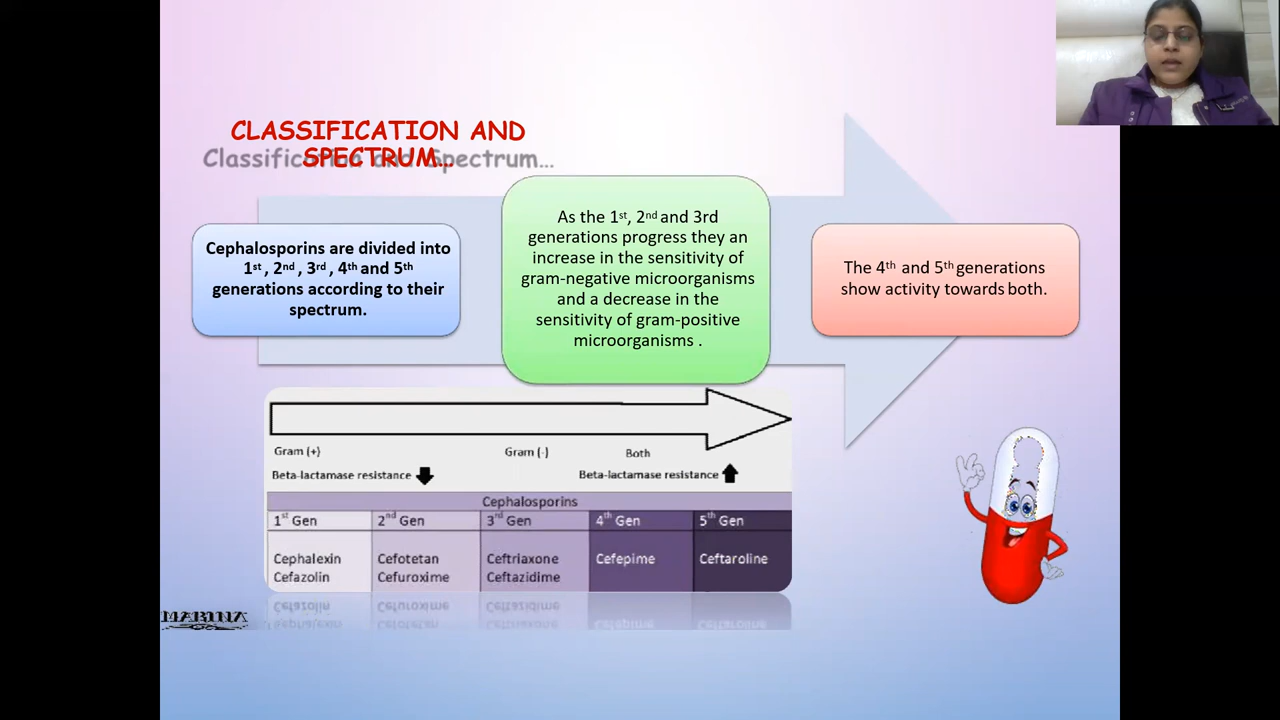 CLASSIFICATION AND
SPECTRUM...
Classification and Spectrum...
Cephalosporins are divided into
1st , 2nd , 3rd , 4th and 5th
generations according to their
spectrum.
As the 1st, 2nd and 3rd
generations progress they an
increase in the sensitivity of
gram-negative microorganisms
and a decrease in the
sensitivity of gram-positive
microorganisms .
The 4th and 5th generations
show activity towards both.
Gram (+) Gram (-) Both
Beta-lactamase resistance Beta-lactamase resistance
Cephalosporins
1st Gen 2nd Gen 3rd Gen 4th Gen 5th Gen
Cephalexin Cefotetan Ceftriaxone Cefepime Ceftaroline
Cefazolin Cefuroxime Ceftazidime
MARINA